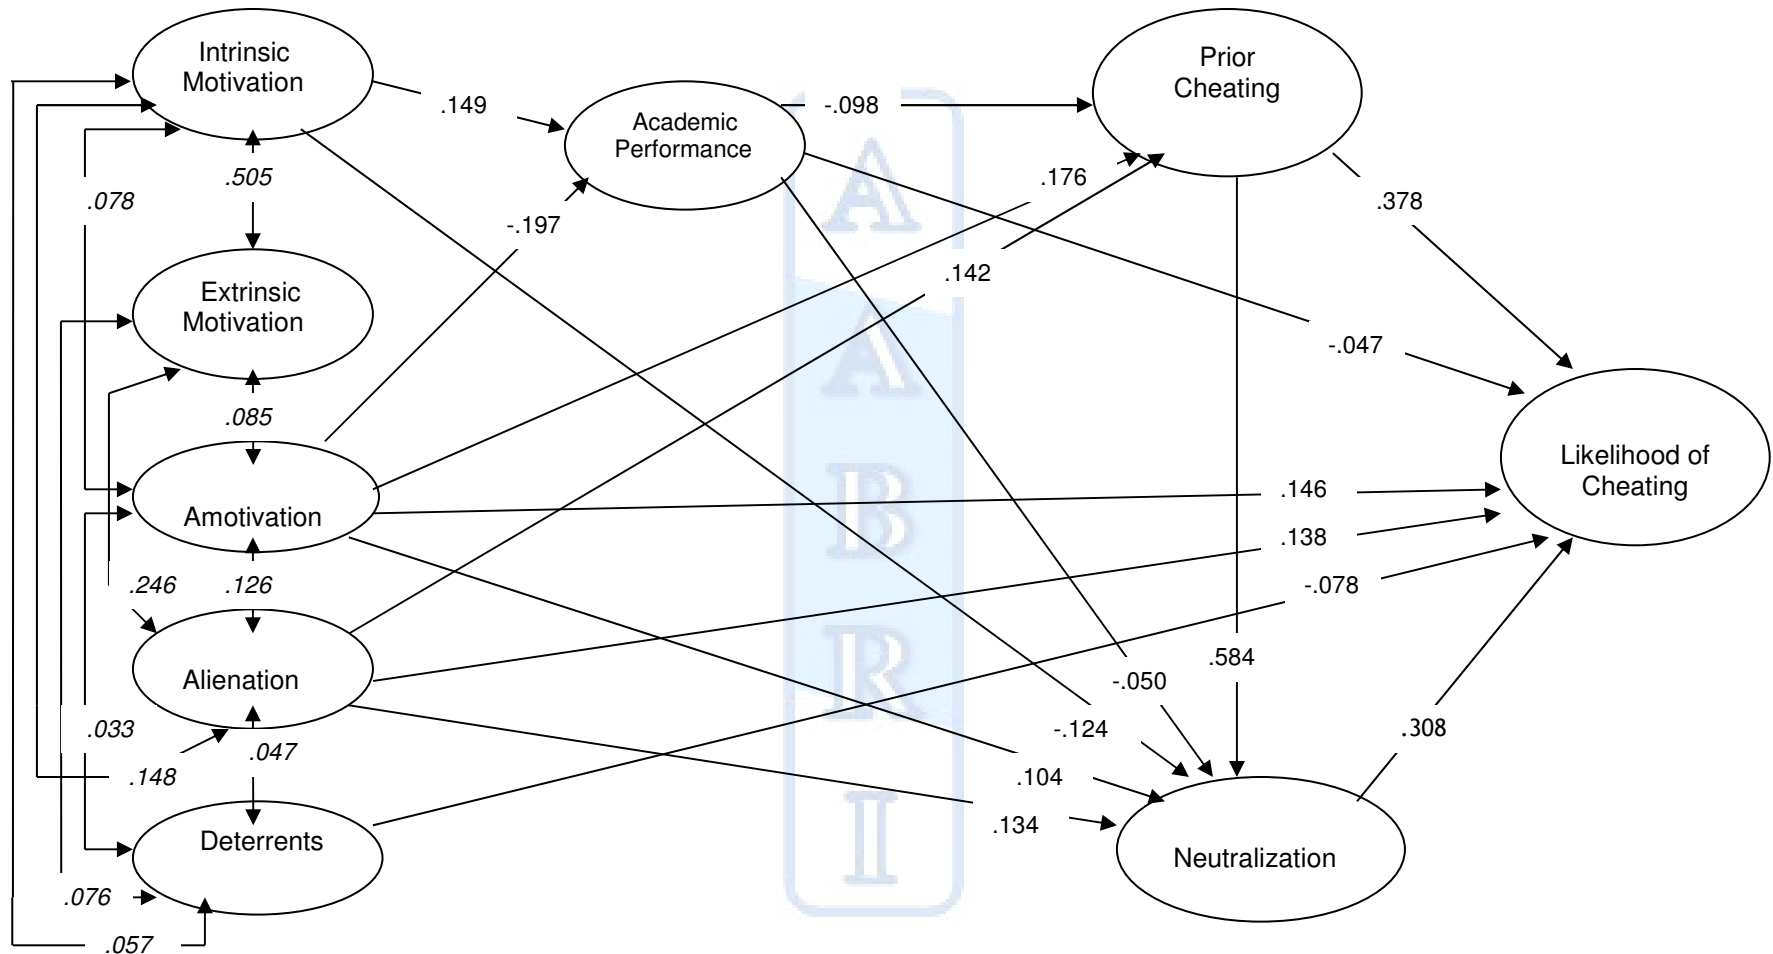 Intrinsic
Motivation
.149
Academic
Performance
-.098
Prior
Cheating
.505
.078
.176
.378
-.197
.142
Extrinsic
Motivation
-.047
.085
Likelihood of
Cheating
.146
Amotivation
.138
.246
.126
-.078
.584
Alienation
-.050
.033
.047
-.124
.308
.148
.104
.134
Deterrents
Neutralization
.076
.057
A
A
B
R
I